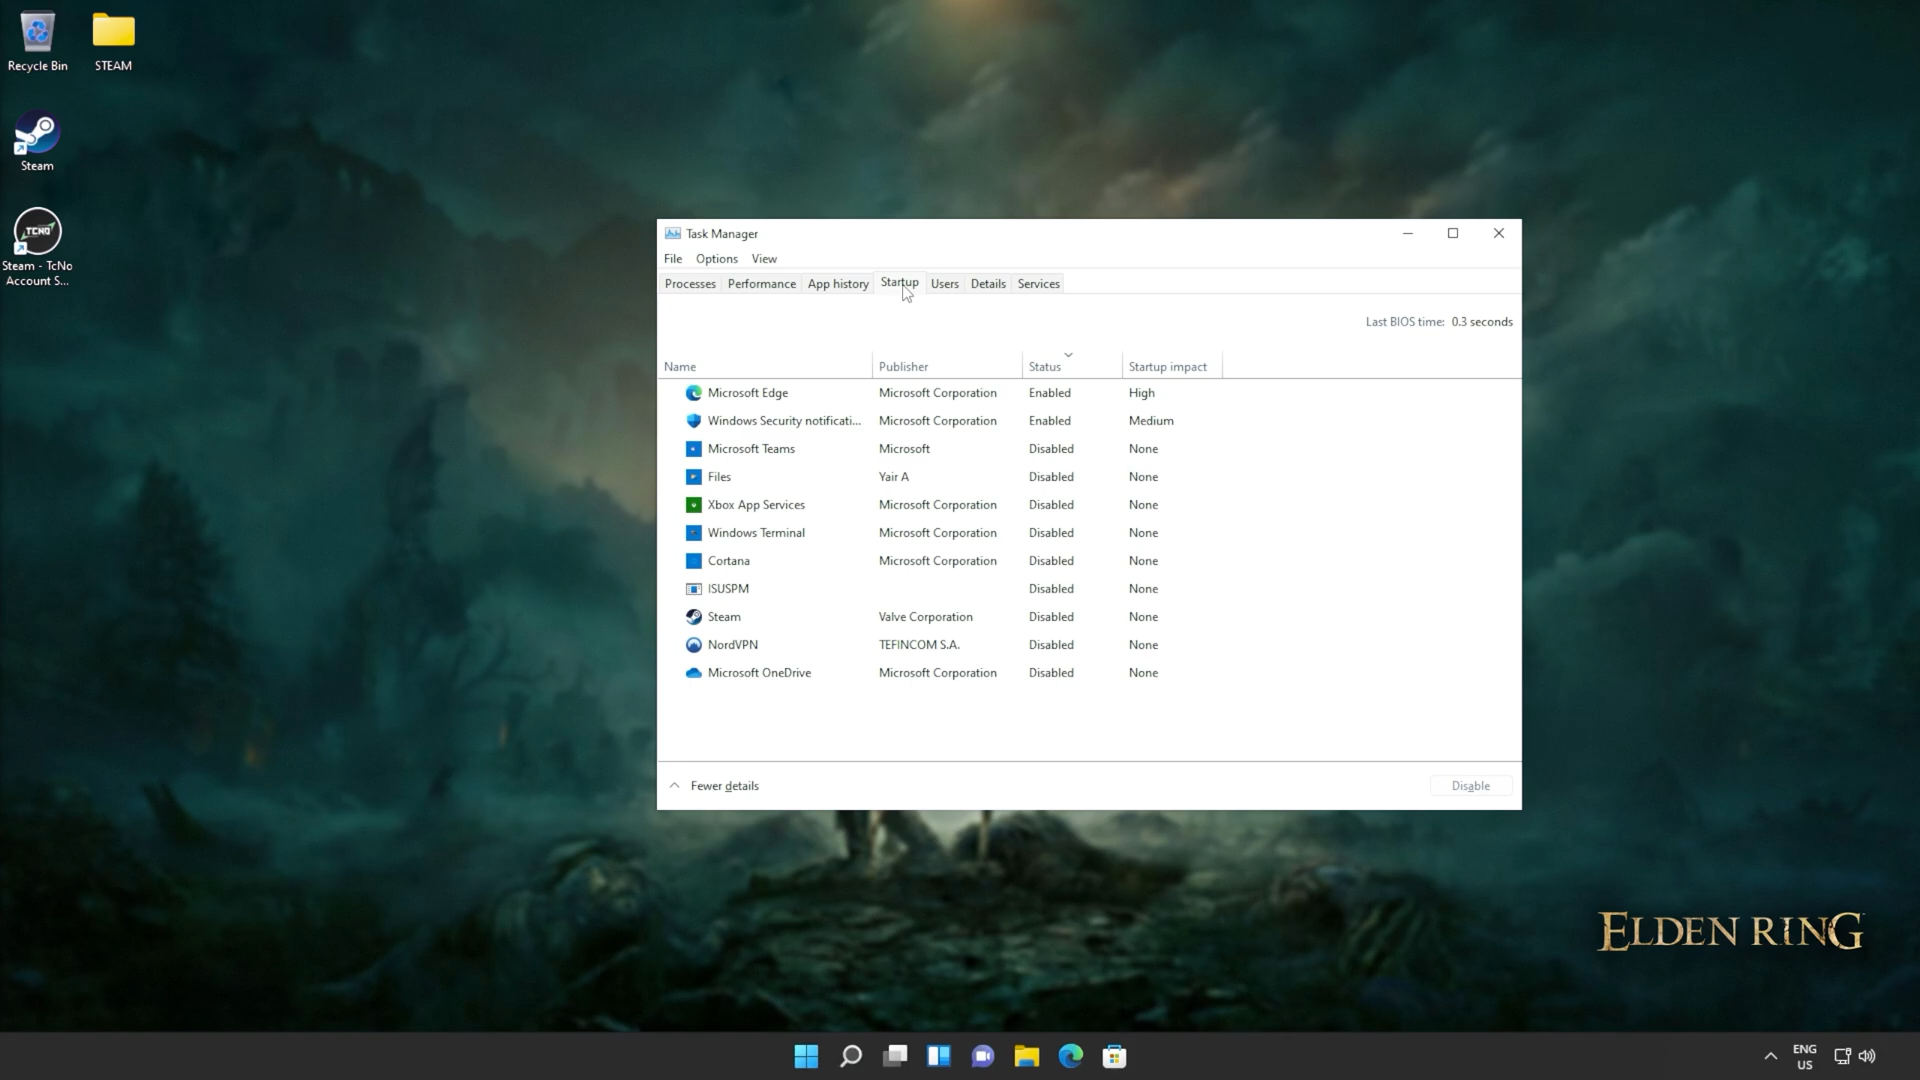 Recycle Bin
STEAM
Steam
TCNO
Steam - TcNo
Account S...
Task Manager
File Options View
Processes Performance App history Startup Users Details Services
Last BIOS time: 0.3 seconds
Name Publisher Status Startup impact
Microsoft Edge Microsoft Corporation Enabled High
Windows Security notificati... Microsoft Corporation Enabled Medium
Microsoft Teams Microsoft Disabled None
Files Yair A Disabled None
Xbox App Services Microsoft Corporation Disabled None
Windows Terminal Microsoft Corporation Disabled None
Cortana Microsoft Corporation Disabled None
ISUSPM Disabled None
Steam Valve Corporation Disabled None
NordVPN TEFINCOM S.A. Disabled None
Microsoft OneDrive Microsoft Corporation Disabled None
Fewer details Disable
ELDEN RING
ENG
US